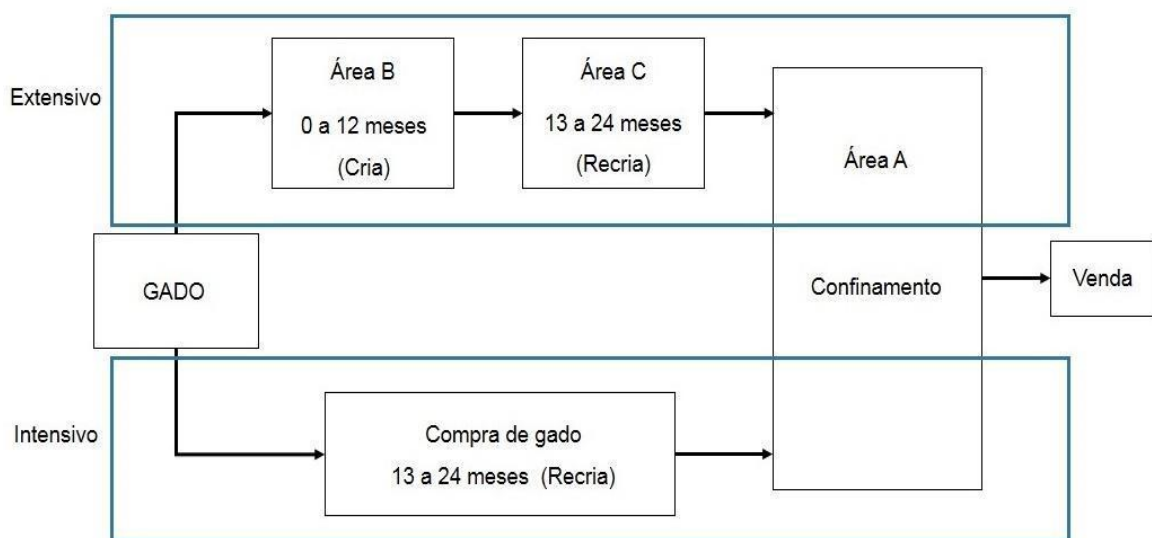 Extensivo
Área B
0 a 12 meses
(Cria)
Área C
13 a 24 meses
(Recria)
Área A
Confinamento
GADO
Venda
Intensivo
Compra de gado
13 a 24 meses (Recria)